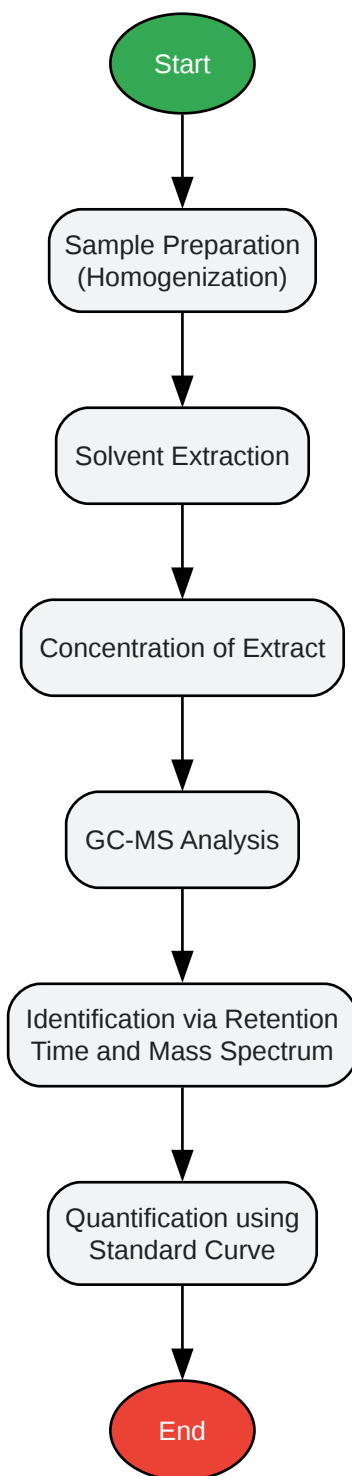 Start
Sample Preparation
(Homogenization)
Solvent Extraction
Concentration of Extract
GC-MS Analysis
Identification via Retention
Time and Mass Spectrum
Quantification using
Standard Curve
End